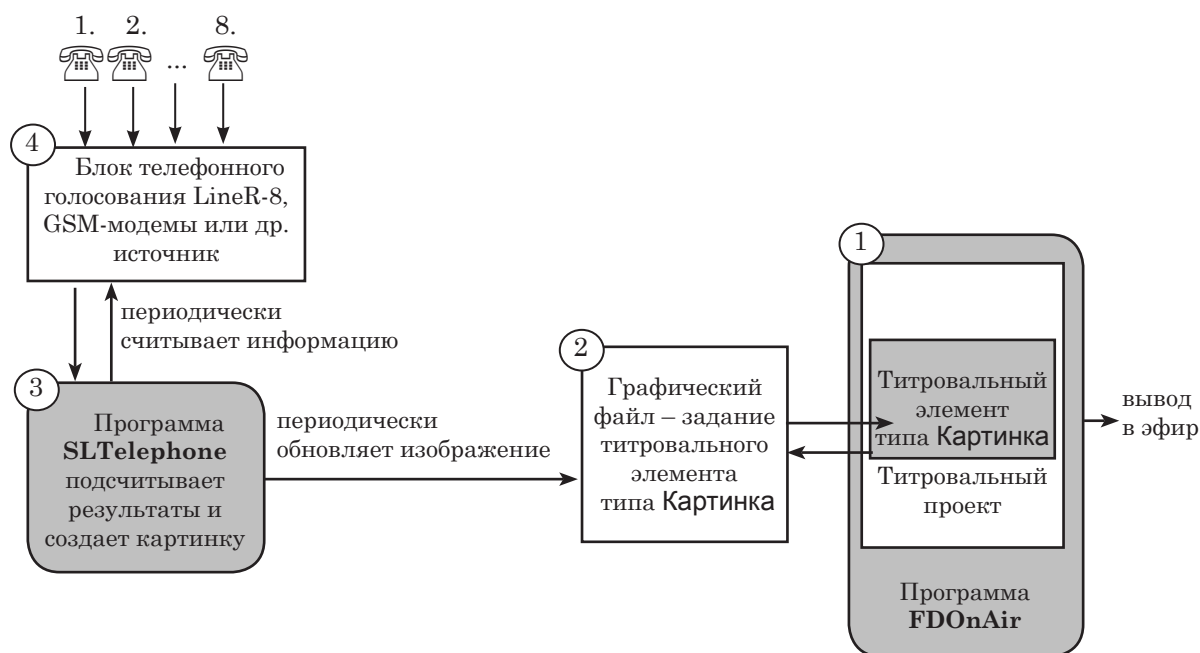 1. 2. 8.
...
4
Блок телефонного
голосования LineR-8,
GSM-модемы или др.
источник
периодически
считывает информацию
3
Программа
SLTelephone
подсчитывает
результаты и
создает картинку
периодически
обновляет изображение
2
Графический
файл – задание
титровального
элемента
типа Картинка
1
Титровальный
элемент
типа Картинка
Титровальный
проект
Программа
FDOnAir
вывод
в эфир